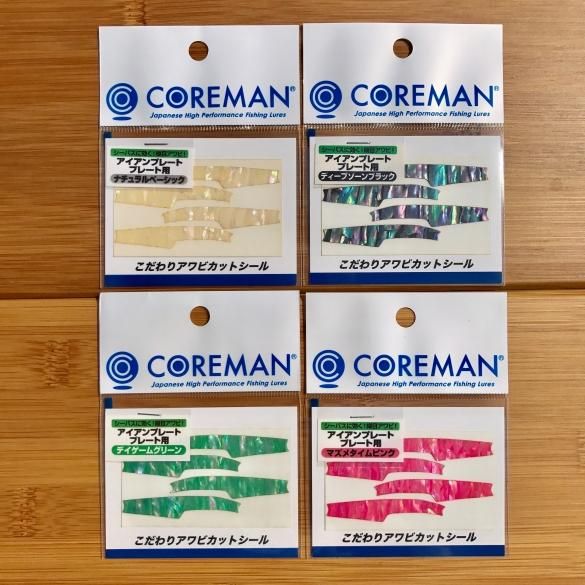 COREMAN®
Japanese High Performance Fishing Lures
シーバスに効く!細目アワビ!
アイアンプレート
プレート用
ナチュラルベーシック
こだわりアワビカットシール
COREMAN®
Japanese High Performance Fishing Lures
シーバスに効く!細目アワビ!
アイアンプレート
プレート用
ディープゾーンブラック
こだわりアワビカットシール
COREMAN®
Japanese High Performance Fishing Lures
シーバスに効く!細目アワビ!
アイアンプレート
プレート用
デイゲームグリーン
こだわりアワビカットシール
COREMAN®
Japanese High Performance Fishing Lures
シーバスに効く!細目アワビ!
アイアンプレート
プレート用
マズメタイムピンク
こだわりアワビカットシール